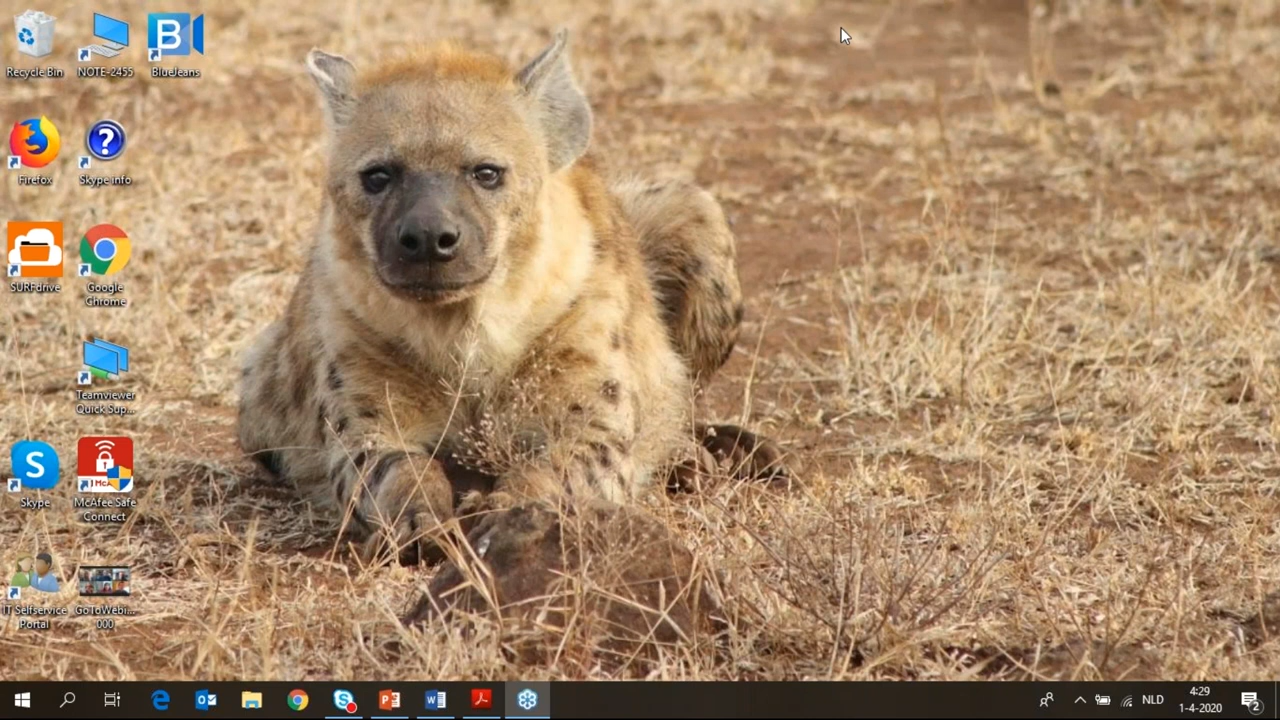 Recycle Bin
NOTE-2455
B
BlueJeans
Firefox
?
Skype info
SURFdrive
Google
Chrome
Teamviewer
Quick Sup...
S
Skype
McAfee Safe
Connect
IT Selfservice
Portal
GoToWebi...
000
NLD
4:29
1-4-2020
2